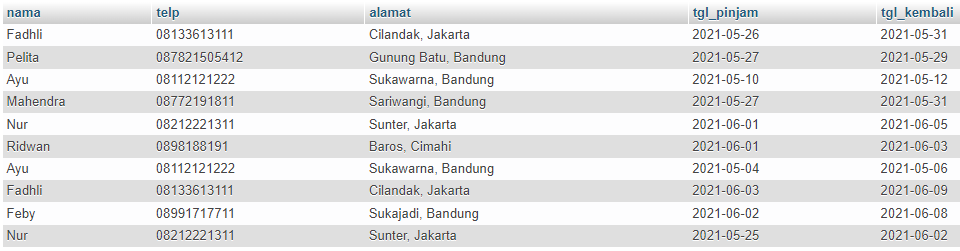 nama telp alamat tgl_pinjam tgl_kembali
Fadhli 08133613111 Cilandak, Jakarta 2021-05-26 2021-05-31
Pelita 087821505412 Gunung Batu, Bandung 2021-05-27 2021-05-29
Ayu 08112121222 Sukawarna, Bandung 2021-05-10 2021-05-12
Mahendra 08772191811 Sariwangi, Bandung 2021-05-27 2021-05-31
Nur 08212221311 Sunter, Jakarta 2021-06-01 2021-06-05
Ridwan 0898188191 Baros, Cimahi 2021-06-01 2021-06-03
Ayu 08112121222 Sukawarna, Bandung 2021-05-04 2021-05-06
Fadhli 08133613111 Cilandak, Jakarta 2021-06-03 2021-06-09
Feby 08991717711 Sukajadi, Bandung 2021-06-02 2021-06-08
Nur 08212221311 Sunter, Jakarta 2021-05-25 2021-06-02